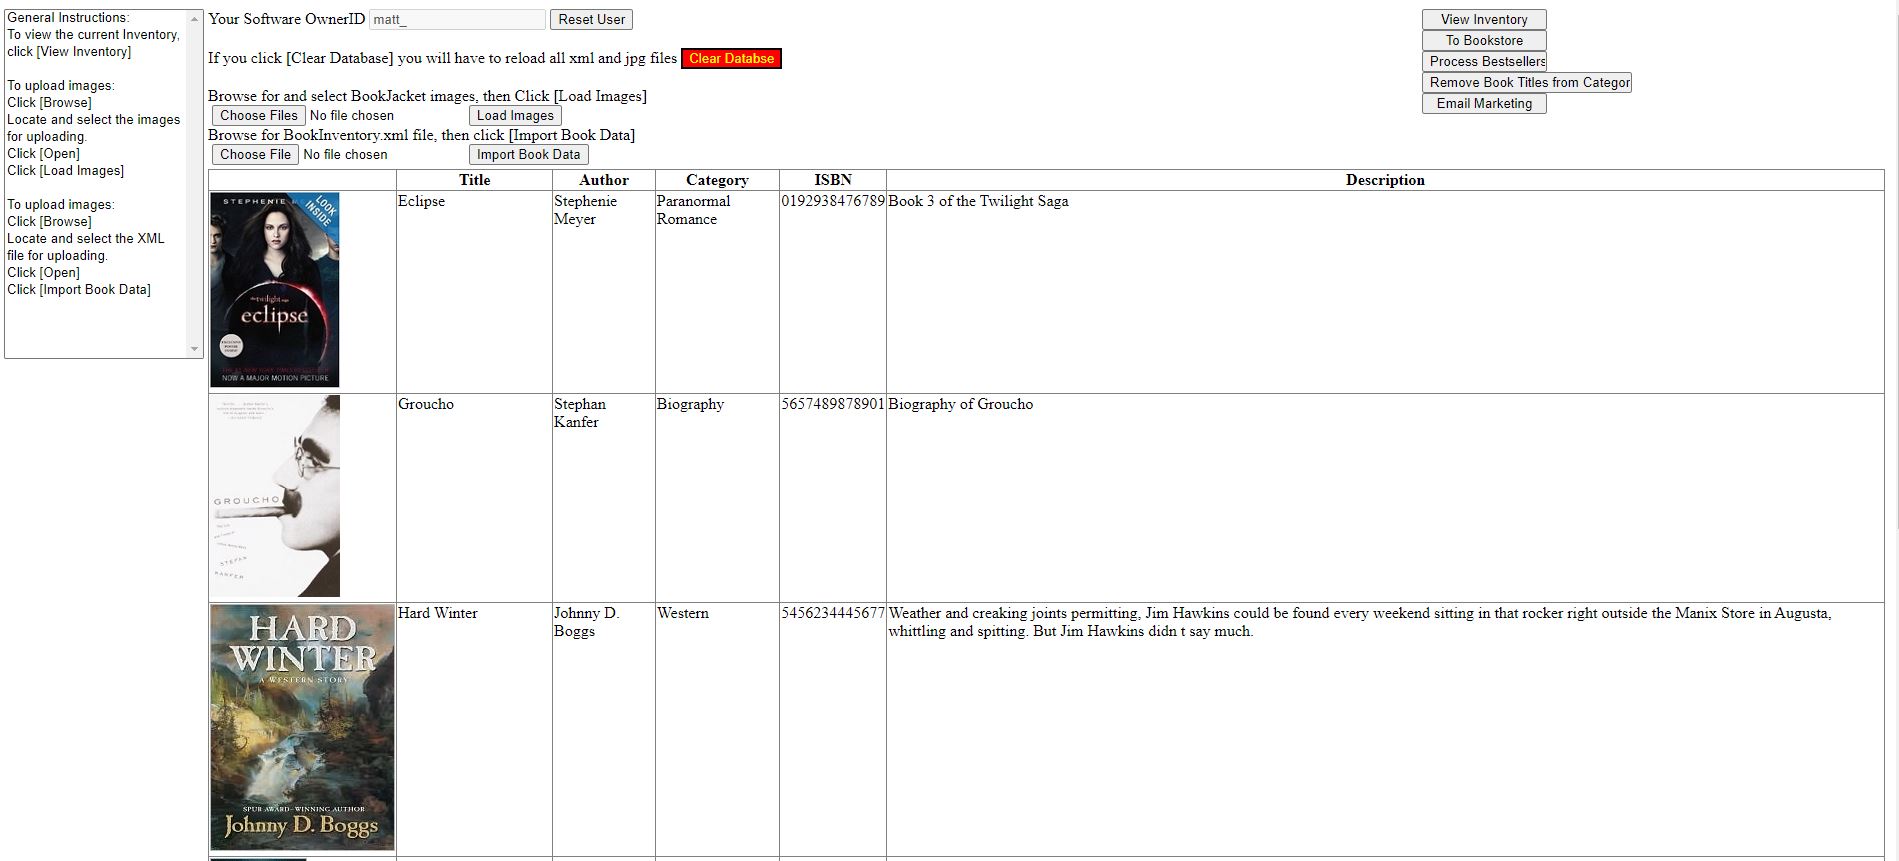 General Instructions:
To view the current Inventory,
click [View Inventory]
To upload images:
Click [Browse]
Locate and select the images
for uploading.
Click [Open]
Click [Load Images]
To upload images:
Click [Browse]
Locate and select the XML
file for uploading.
Click [Open]
Click [Import Book Data]
Your Software OwnerID matt_ Reset User
If you click [Clear Database] you will have to reload all xml and jpg files Clear Databse
Browse for and select BookJacket images, then Click [Load Images]
Choose Files No file chosen Load Images
Browse for BookInventory.xml file, then click [Import Book Data]
Choose File No file chosen Import Book Data
View Inventory
To Bookstore
Process Bestsellers
Remove Book Titles from Categor
Email Marketing
Title Author Category ISBN Description
STEPHENIE
LOOK
INSIDE
the twilight saga
eclipse
NOW A MAJOR MOTION PICTURE
Eclipse
Stephenie
Meyer
Paranormal
Romance
0192938476789
Book 3 of the Twilight Saga
GROUCHO
STEFAN
KANFER
Groucho
Stephan
Kanfer
Biography
5657489878901
Biography of Groucho
HARD
WINTER
A WESTERN STORY
SPUR AWARD-WINNING AUTHOR
Johnny D. Boggs
Hard Winter
Johnny D.
Boggs
Western
5456234445677
Weather and creaking joints permitting, Jim Hawkins could be found every weekend sitting in that rocker right outside the Manix Store in Augusta,
whittling and spitting. But Jim Hawkins didn t say much.